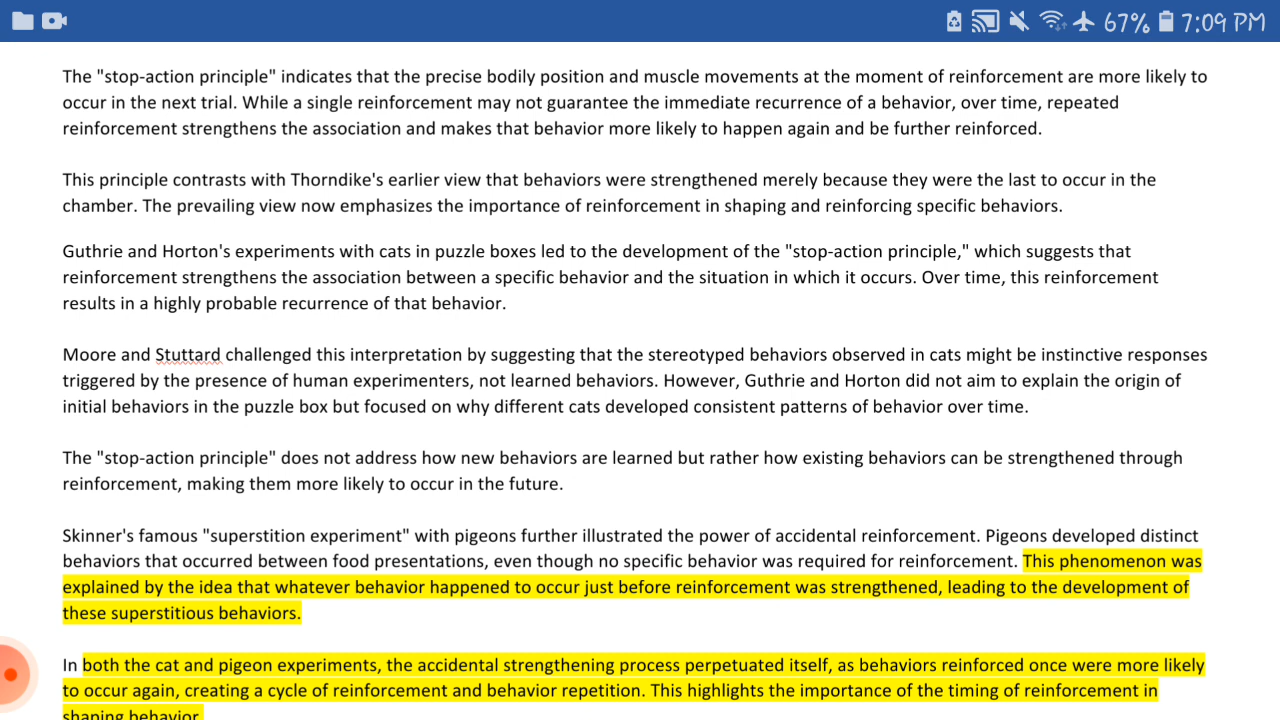 67% 7:09 PM
The "stop-action principle" indicates that the precise bodily position and muscle movements at the moment of reinforcement are more likely to
occur in the next trial. While a single reinforcement may not guarantee the immediate recurrence of a behavior, over time, repeated
reinforcement strengthens the association and makes that behavior more likely to happen again and be further reinforced.
This principle contrasts with Thorndike's earlier view that behaviors were strengthened merely because they were the last to occur in the
chamber. The prevailing view now emphasizes the importance of reinforcement in shaping and reinforcing specific behaviors.
Guthrie and Horton's experiments with cats in puzzle boxes led to the development of the "stop-action principle," which suggests that
reinforcement strengthens the association between a specific behavior and the situation in which it occurs. Over time, this reinforcement
results in a highly probable recurrence of that behavior.
Moore and Stuttard challenged this interpretation by suggesting that the stereotyped behaviors observed in cats might be instinctive responses
triggered by the presence of human experimenters, not learned behaviors. However, Guthrie and Horton did not aim to explain the origin of
initial behaviors in the puzzle box but focused on why different cats developed consistent patterns of behavior over time.
The "stop-action principle" does not address how new behaviors are learned but rather how existing behaviors can be strengthened through
reinforcement, making them more likely to occur in the future.
Skinner's famous "superstition experiment" with pigeons further illustrated the power of accidental reinforcement. Pigeons developed distinct
behaviors that occurred between food presentations, even though no specific behavior was required for reinforcement. This phenomenon was
explained by the idea that whatever behavior happened to occur just before reinforcement was strengthened, leading to the development of
these superstitious behaviors.
In both the cat and pigeon experiments, the accidental strengthening process perpetuated itself, as behaviors reinforced once were more likely
to occur again, creating a cycle of reinforcement and behavior repetition. This highlights the importance of the timing of reinforcement in
shaping behavior.